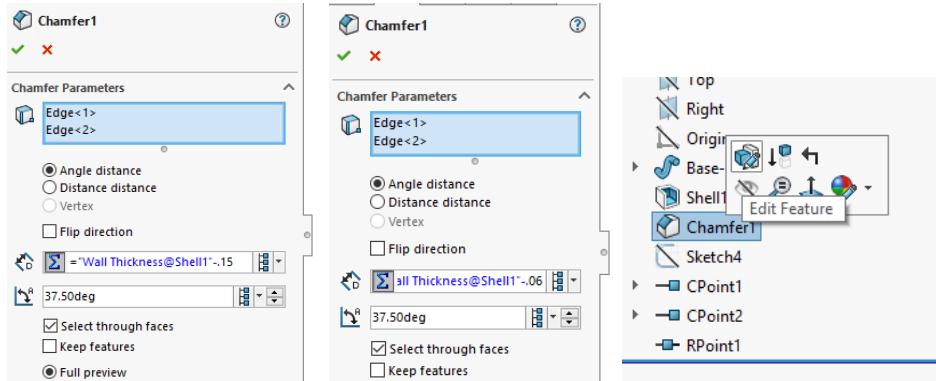 Chamfer1
Chamfer Parameters
Edge<1>
Edge<2>
Angle distance
Distance distance
Vertex
Flip direction
="Wall Thickness@Shell1"-.15
37.50deg
Select through faces
Keep features
Full preview
Chamfer1
Chamfer Parameters
Edge<1>
Edge<2>
Angle distance
Distance distance
Vertex
Flip direction
all Thickness@Shell1"-.06
37.50deg
Select through faces
Keep features
Top
Right
Origin
Base-
Shell1
Edit Feature
Chamfer1
Sketch4
CPoint1
CPoint2
RPoint1